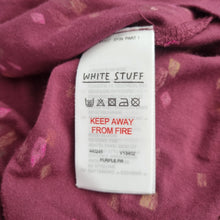 WHITE STUFF
KEEP AWAY
FROM FIRE
PURPLE PR